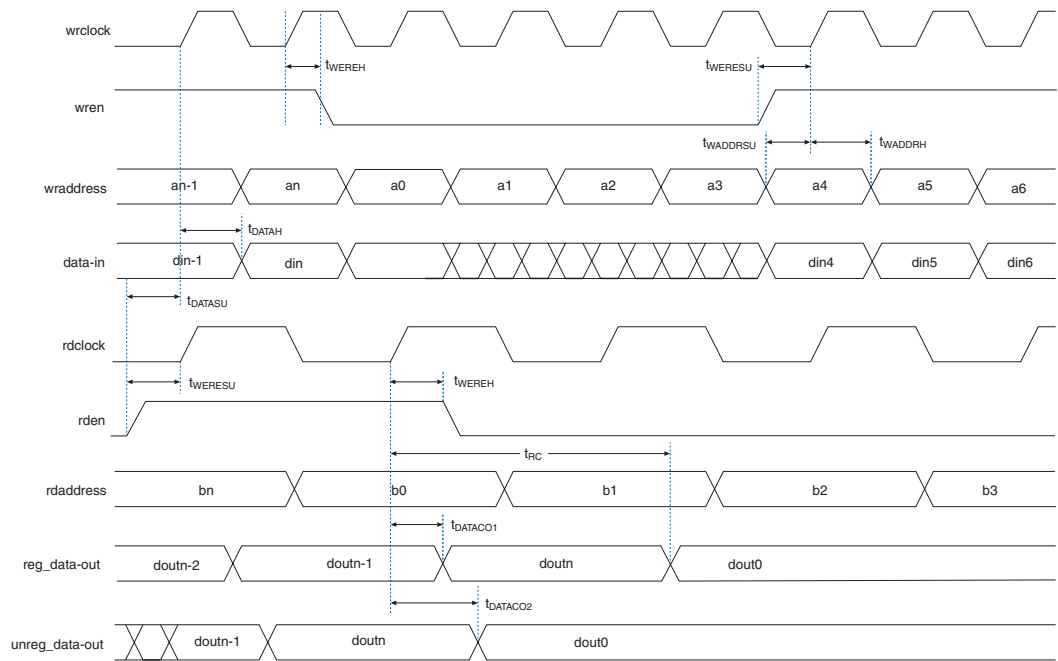 wrclock
tWEREH
tWERESU
wren
tWADDRSU
tWADDRH
wraddress
an-1 an a0 a1 a2 a3 a4 a5 a6
tDATAH
data-in
din-1 din din4 din5 din6
tDATASU
rdclock
tWERESU
tWEREH
rden
tRC
rdaddress
bn b0 b1 b2 b3
tDATACO1
reg_data-out
doutn-2 doutn-1 doutn dout0
tDATACO2
unreg_data-out
doutn-1 doutn dout0